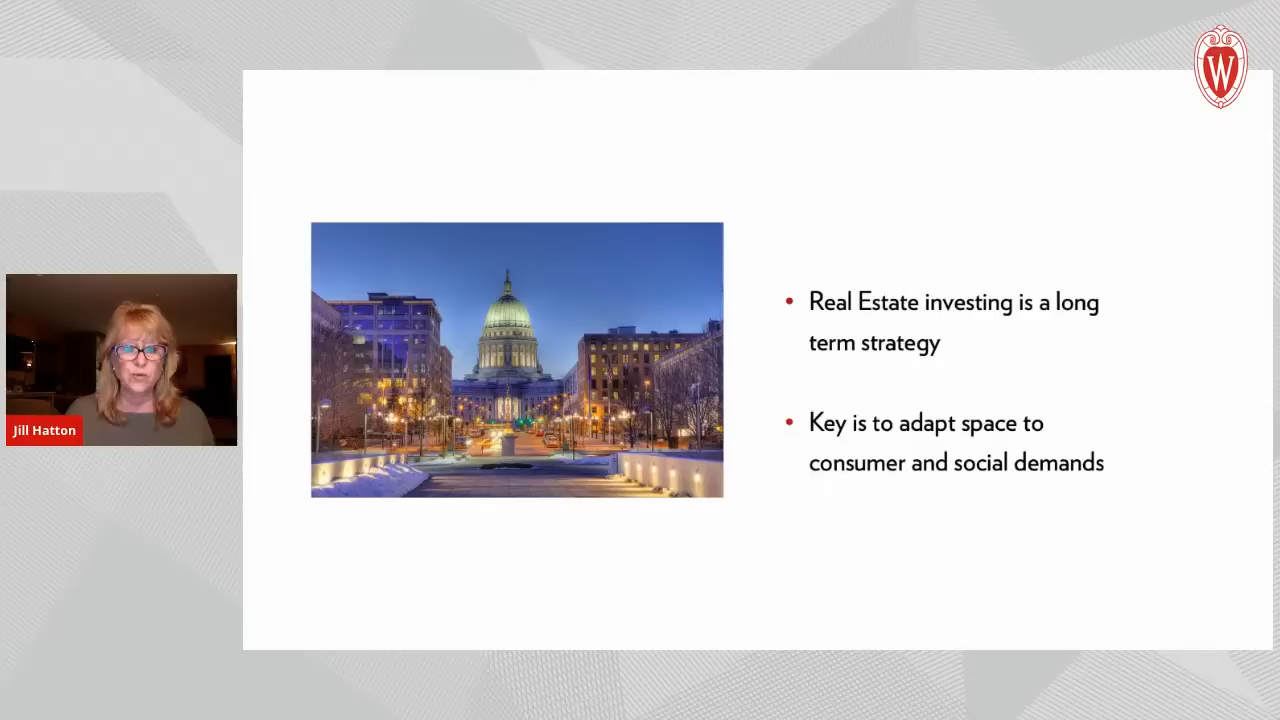 W
Jill Hatton
• Real Estate investing is a long
term strategy
• Key is to adapt space to
consumer and social demands